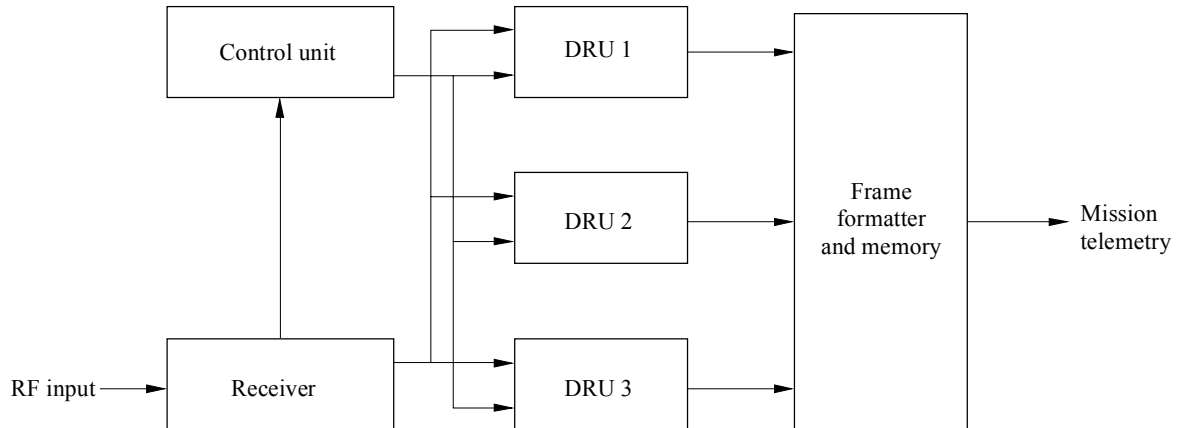 Control unit
DRU 1
DRU 2
Frame
formatter
and memory
Mission
telemetry
RF input
Receiver
DRU 3